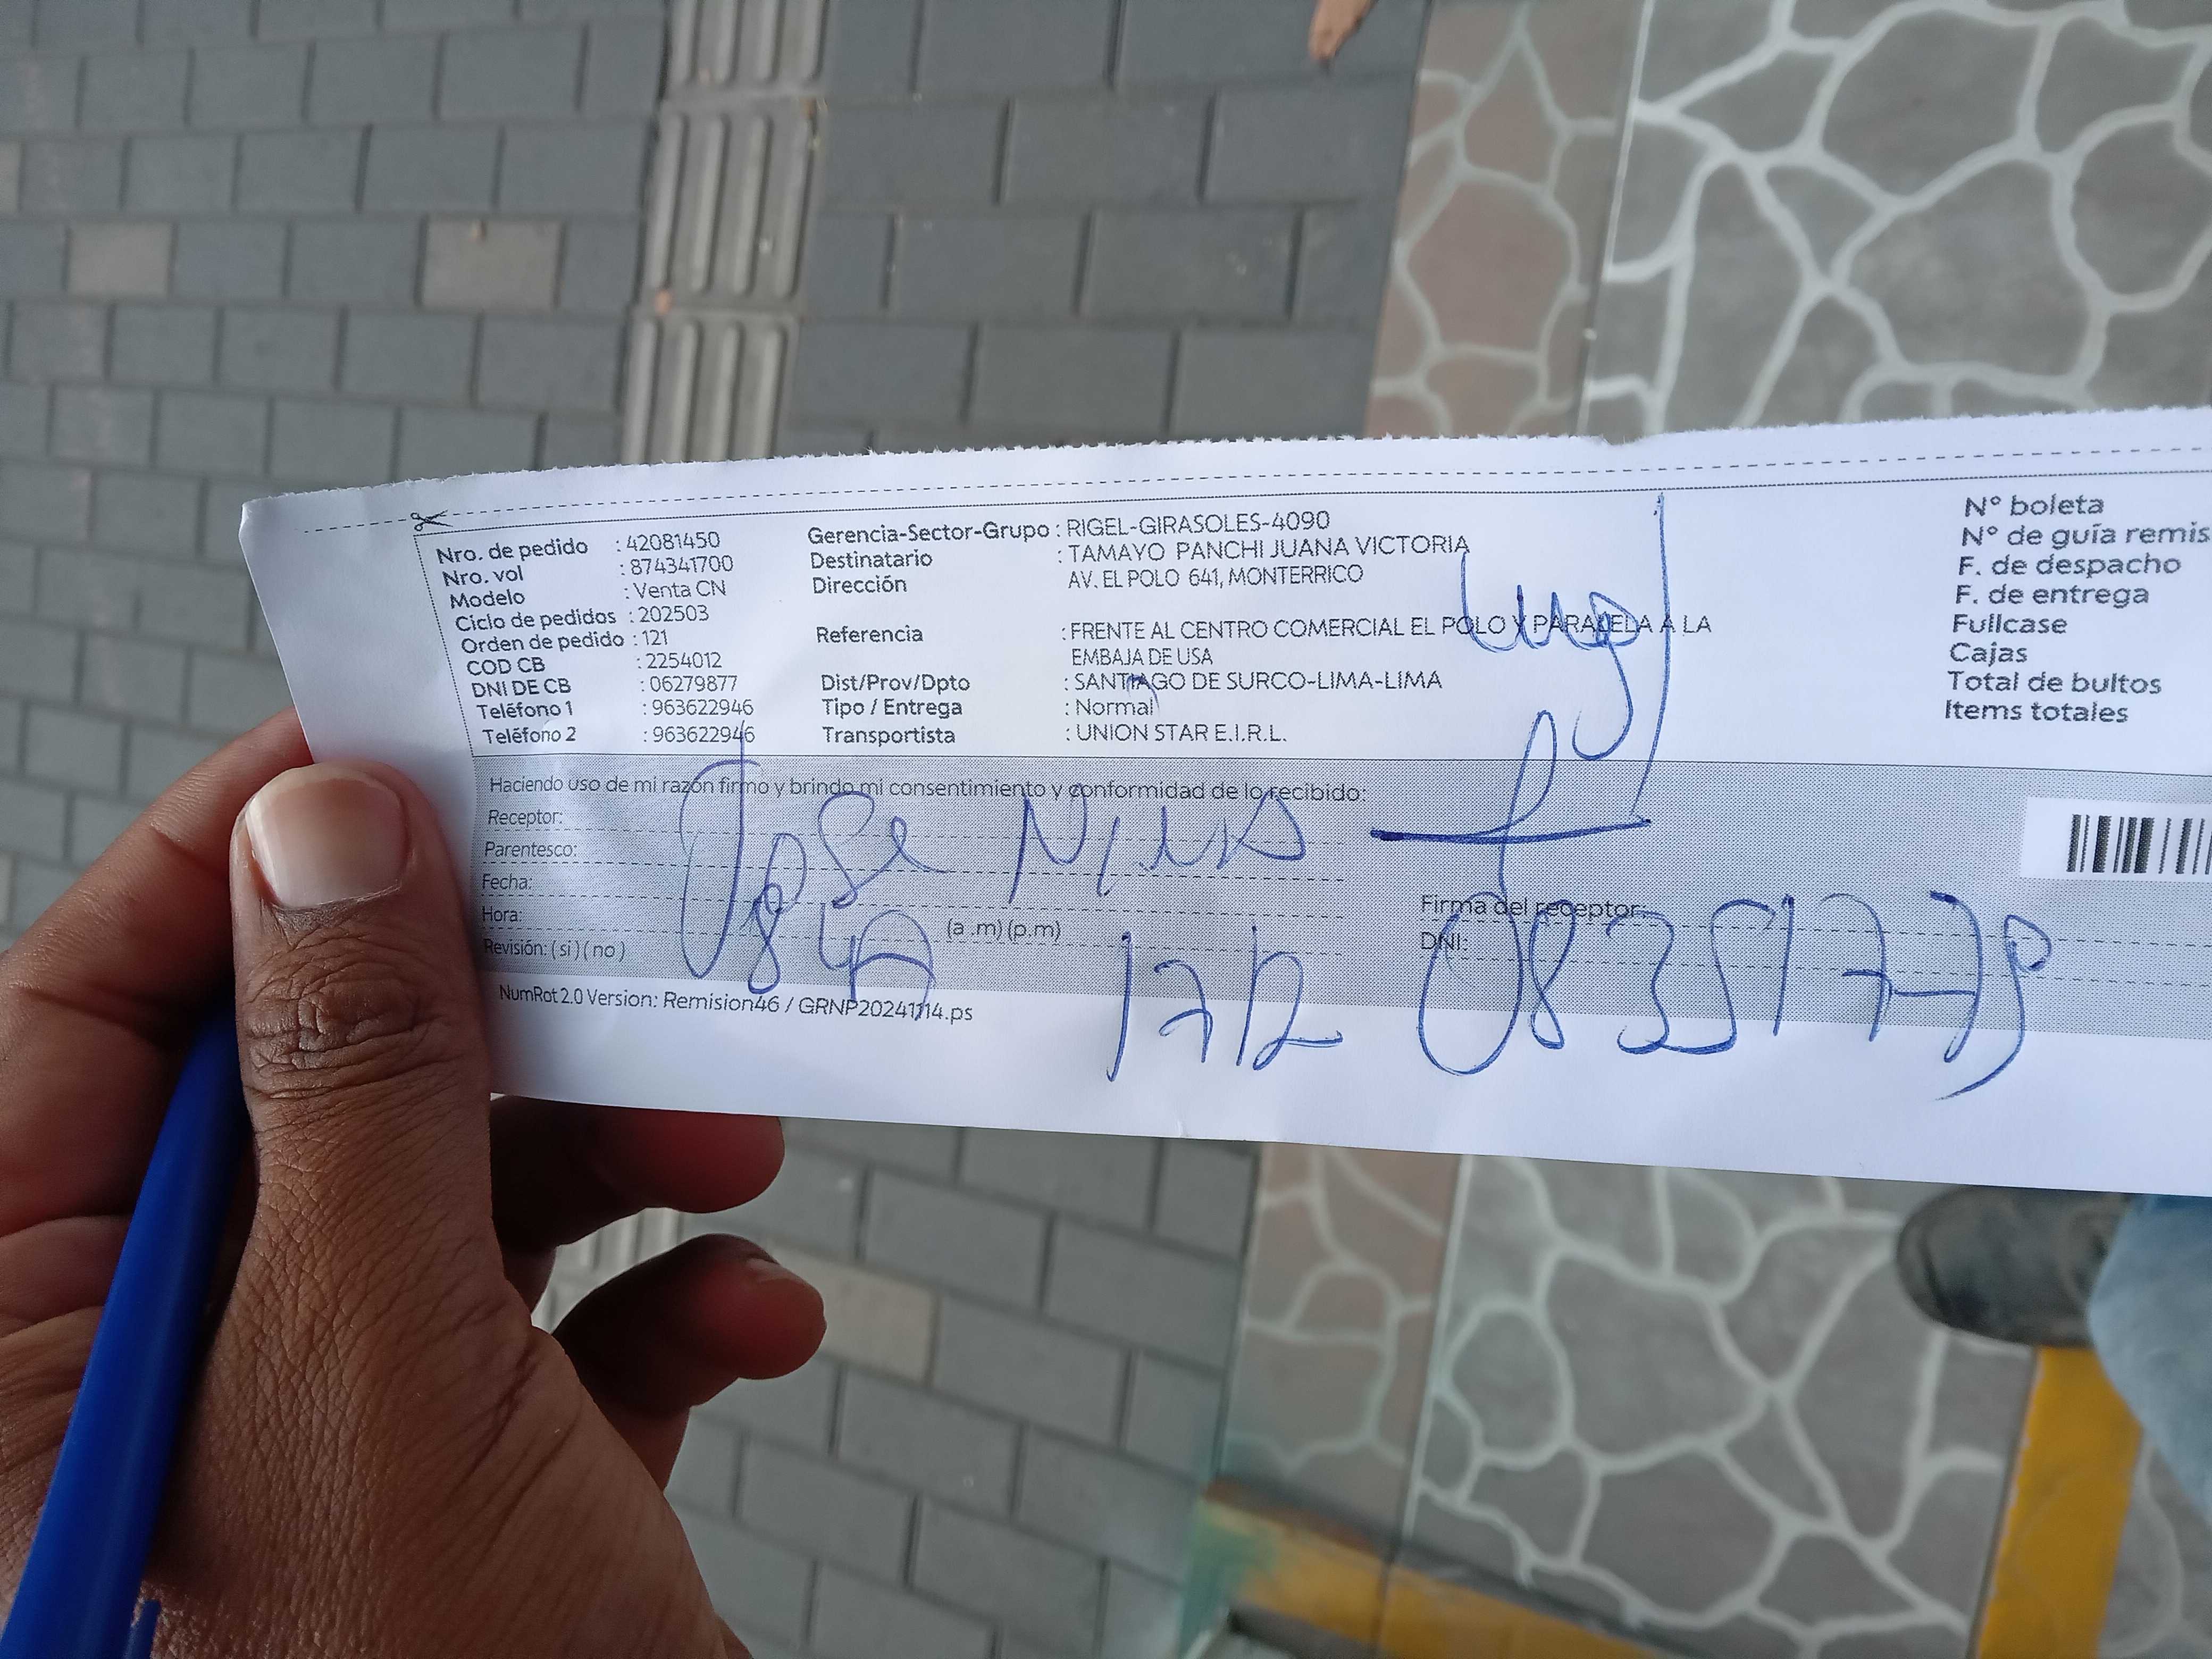 Nro. de pedido : 42081450
Nro. vol : 874341700
Modelo : Venta CN
Ciclo de pedidos : 202503
Orden de pedido : 121
COD CB : 2254012
DNI DE CB : 06279877
Teléfono 1 : 963622946
Teléfono 2 : 963622946
Gerencia-Sector-Grupo : RIGEL-GIRASOLES-4090
Destinatario : TAMAYO PANCHI JUANA VICTORIA
Dirección AV. EL POLO 641, MONTERRICO
Referencia : FRENTE AL CENTRO COMERCIAL EL POLO Y PARALELA A LA
EMBAJA DE USA
Dist/Prov/Dpto : SANTIAGO DE SURCO-LIMA-LIMA
Tipo / Entrega : Normal
Transportista : UNION STAR E.I.R.L.
N° boleta
N° de guía remis
F. de despacho
F. de entrega
Fullcase
Cajas
Total de bultos
Items totales
Haciendo uso de mi razón firmo y brindo mi consentimiento y conformidad de lo recibido:
Receptor: Jose
Parentesco:
Fecha:
Hora: (a .m) (p.m)
Revisión: ( si ) ( no )
Firma del receptor:
DNI:
NumRot 2.0 Version: Remision46 / GRNP20241114.ps